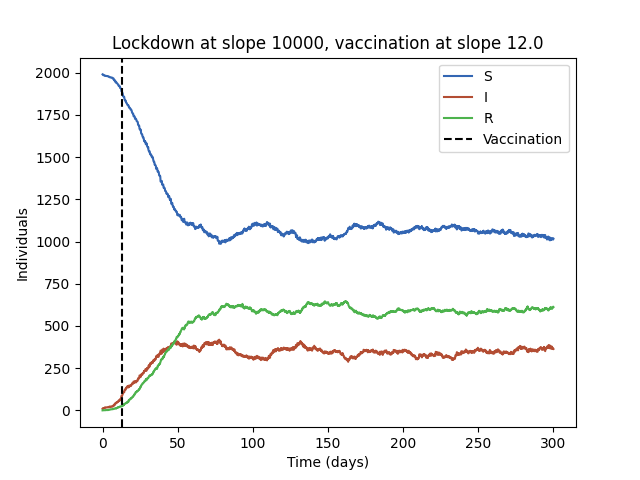 Lockdown at slope 10000, vaccination at slope 12.0
2000
1750
1500
1250
1000
750
500
250
0
Individuals
S
I
R
Vaccination
0
50
100
150
200
250
300
Time (days)